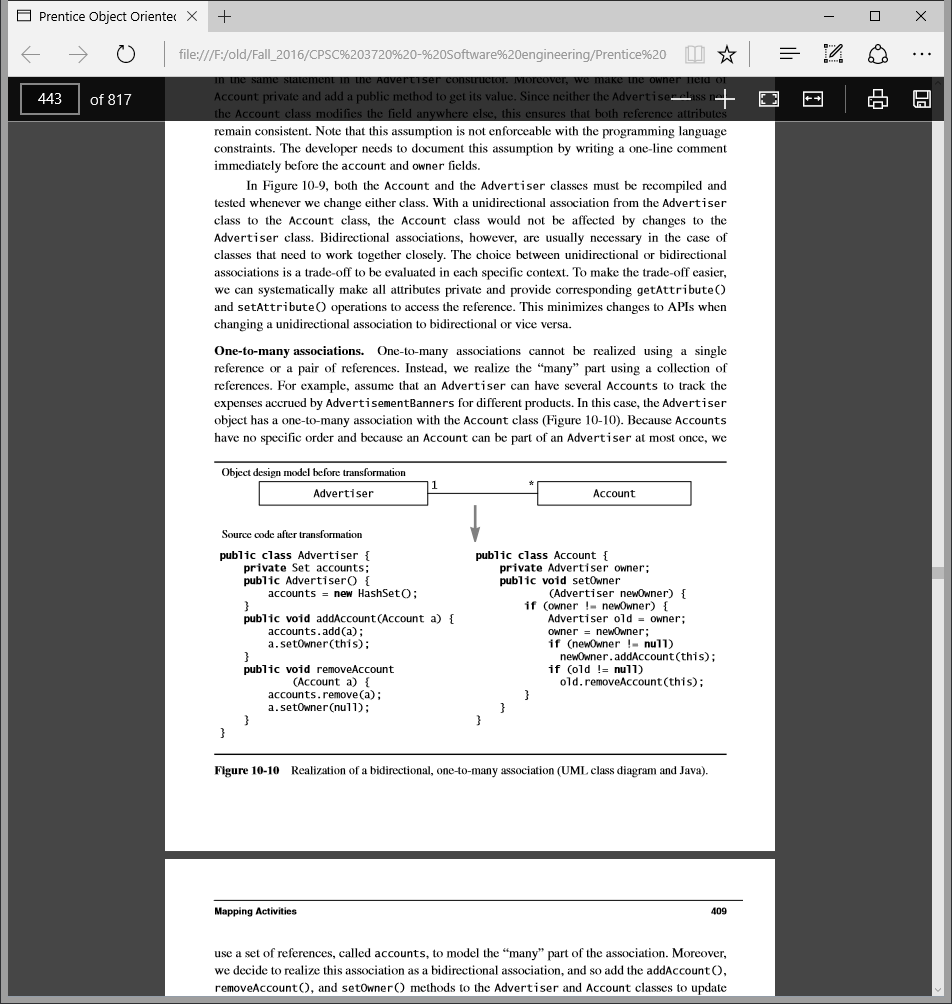 Prentice Object Oriented
file:///F:/old/Fall_2016/CPSC%203720%20-%20Software%20engineering/Prentice%20
443 of 817
in the same statement in the Advertiser constructor. Moreover, we make the owner field of
Account private and add a public method to get its value. Since neither the Advertiser class nor
the Account class modifies the field anywhere else, this ensures that both reference attributes
remain consistent. Note that this assumption is not enforceable with the programming language
constraints. The developer needs to document this assumption by writing a one-line comment
immediately before the account and owner fields.
In Figure 10-9, both the Account and the Advertiser classes must be recompiled and
tested whenever we change either class. With a unidirectional association from the Advertiser
class to the Account class, the Account class would not be affected by changes to the
Advertiser class. Bidirectional associations, however, are usually necessary in the case of
classes that need to work together closely. The choice between unidirectional or bidirectional
associations is a trade-off to be evaluated in each specific context. To make the trade-off easier,
we can systematically make all attributes private and provide corresponding getAttribute()
and setAttribute() operations to access the reference. This minimizes changes to APIs when
changing a unidirectional association to bidirectional or vice versa.
One-to-many associations. One-to-many associations cannot be realized using a single
reference or a pair of references. Instead, we realize the “many” part using a collection of
references. For example, assume that an Advertiser can have several Accounts to track the
expenses accrued by AdvertisementBanners for different products. In this case, the Advertiser
object has a one-to-many association with the Account class (Figure 10-10). Because Accounts
have no specific order and because an Account can be part of an Advertiser at most once, we
Object design model before transformation
Advertiser 1 * Account
Source code after transformation
public class Advertiser {
private Set accounts;
public Advertiser() {
accounts = new HashSet();
}
public void addAccount(Account a) {
accounts.add(a);
a.setOwner(this);
}
public void removeAccount
(Account a) {
accounts.remove(a);
a.setOwner(null);
}
}
public class Account {
private Advertiser owner;
public void setOwner
(Advertiser newOwner) {
if (owner != newOwner) {
Advertiser old = owner;
owner = newOwner;
if (newOwner != null)
newOwner.addAccount(this);
if (old != null)
old.removeAccount(this);
}
}
}
Figure 10-10 Realization of a bidirectional, one-to-many association (UML class diagram and Java).
Mapping Activities 409
use a set of references, called accounts, to model the “many” part of the association. Moreover,
we decide to realize this association as a bidirectional association, and so add the addAccount(),
removeAccount(), and setOwner() methods to the Advertiser and Account classes to update